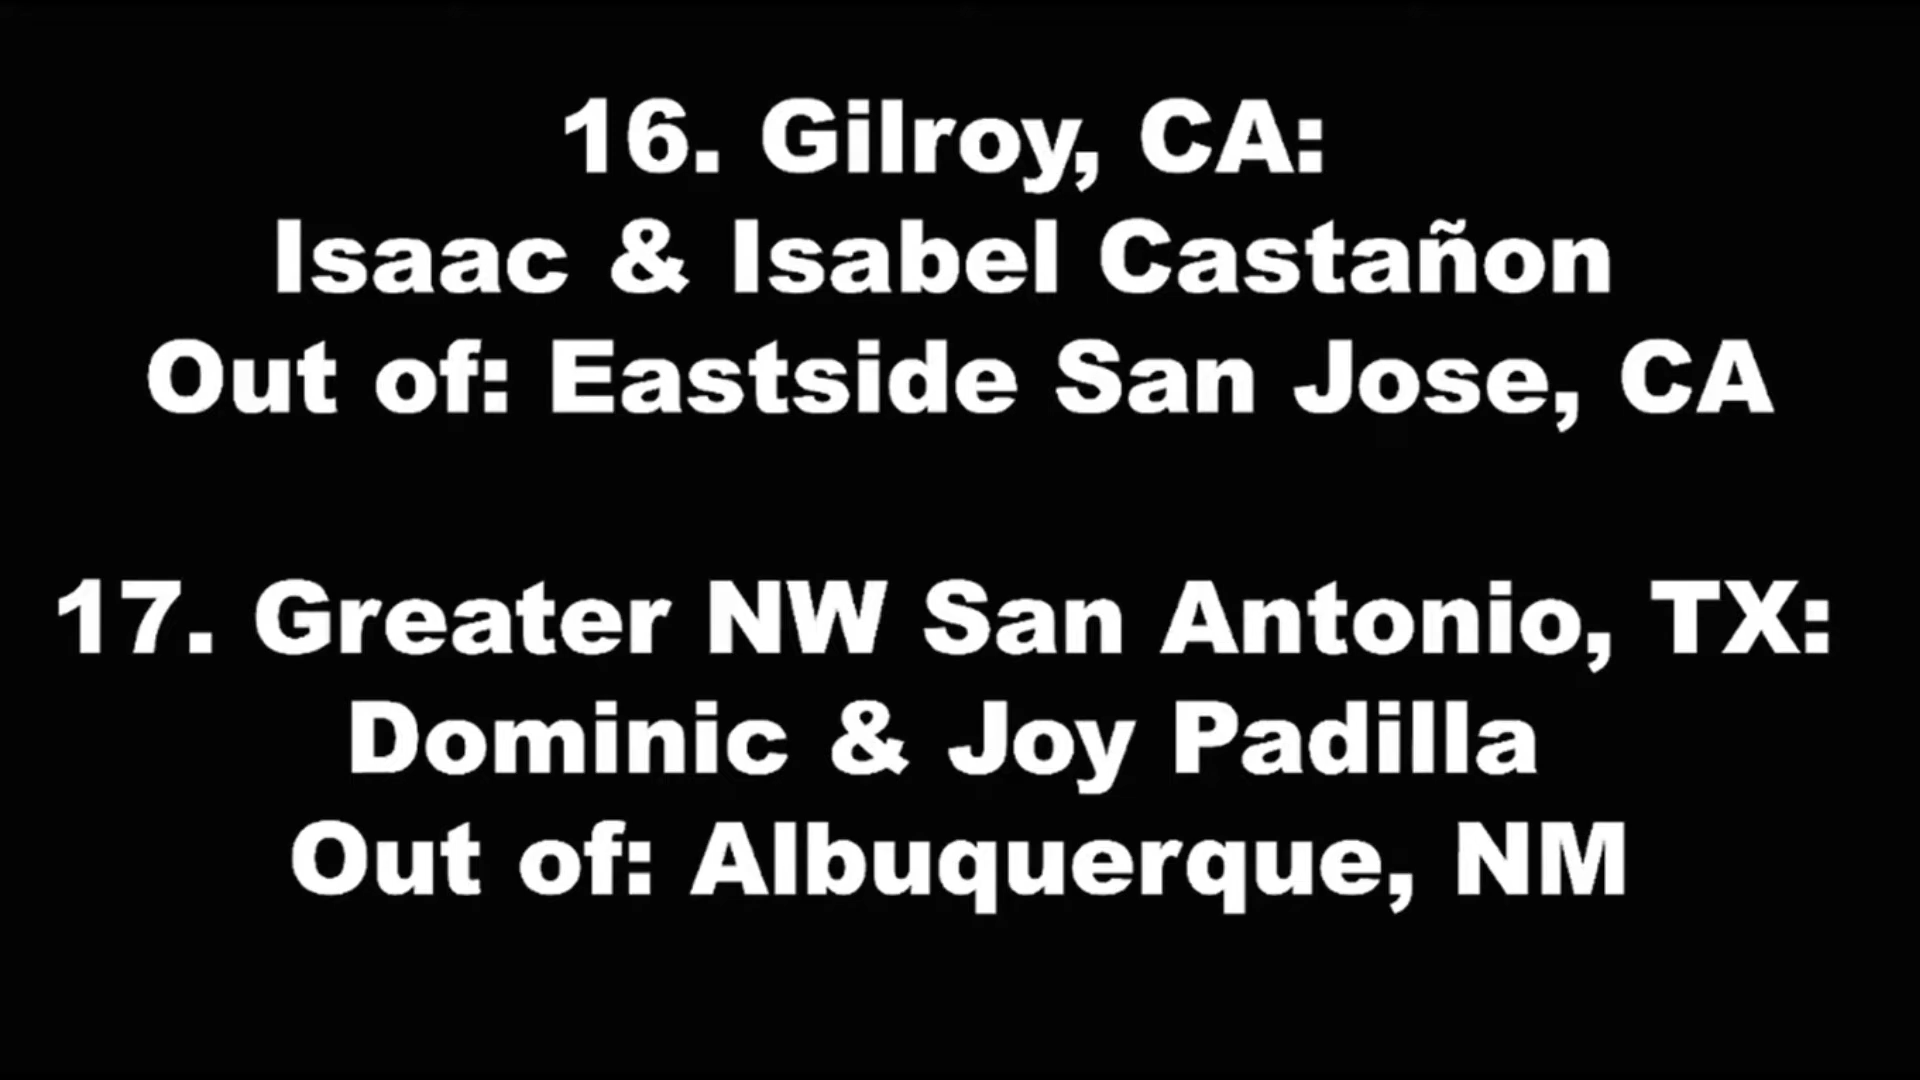 16. Gilroy, CA:
Isaac & Isabel Castañon
Out of: Eastside San Jose, CA
17. Greater NW San Antonio, TX:
Dominic & Joy Padilla
Out of: Albuquerque, NM